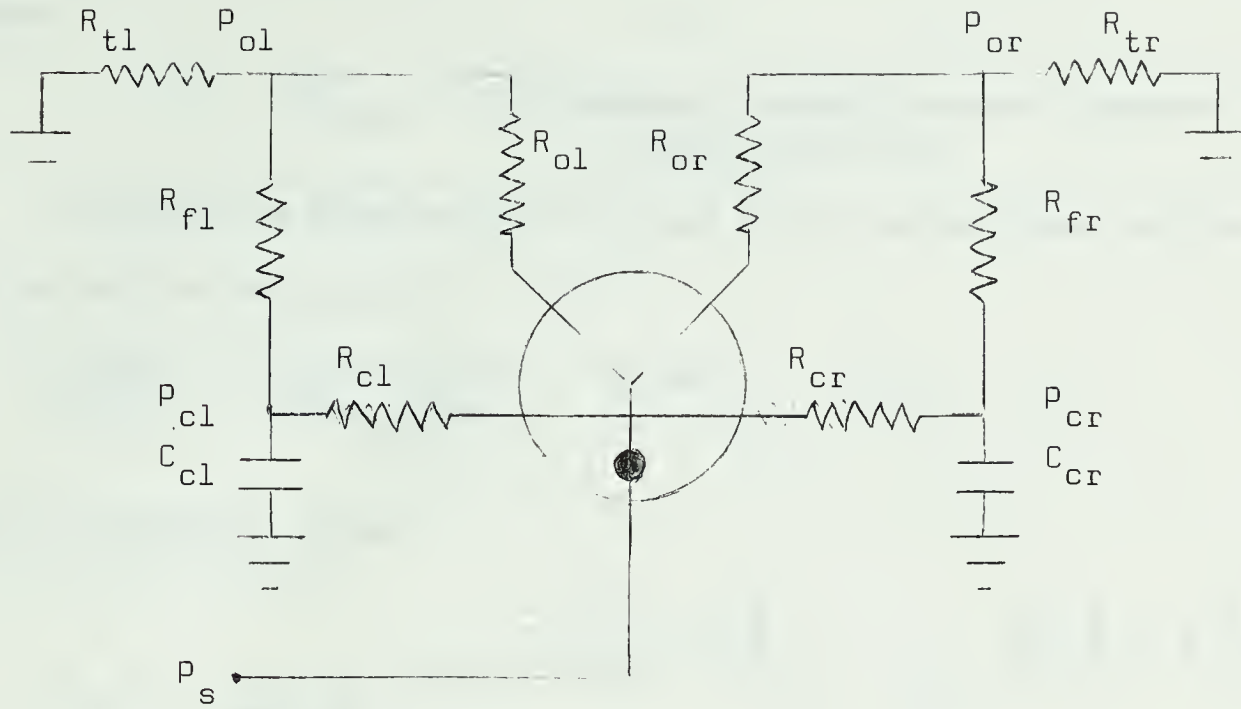 R_tl P_ol P_or R_tr
R_ol R_or
R_fl R_fr
R_cl R_cr
P_cl P_cr
C_cl C_cr
P_s